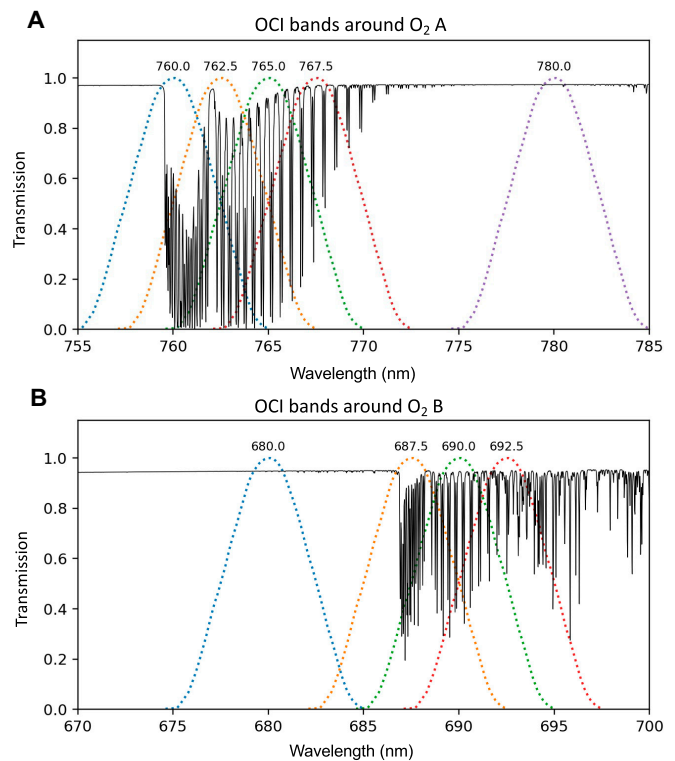 A
OCI bands around O₂ A
760.0 762.5 765.0 767.5 780.0
1.0
0.8
0.6
0.4
0.2
0.0
Transmission
755 760 765 770 775 780 785
Wavelength (nm)
B
OCI bands around O₂ B
680.0 687.5 690.0 692.5
1.0
0.8
0.6
0.4
0.2
0.0
Transmission
670 675 680 685 690 695 700
Wavelength (nm)